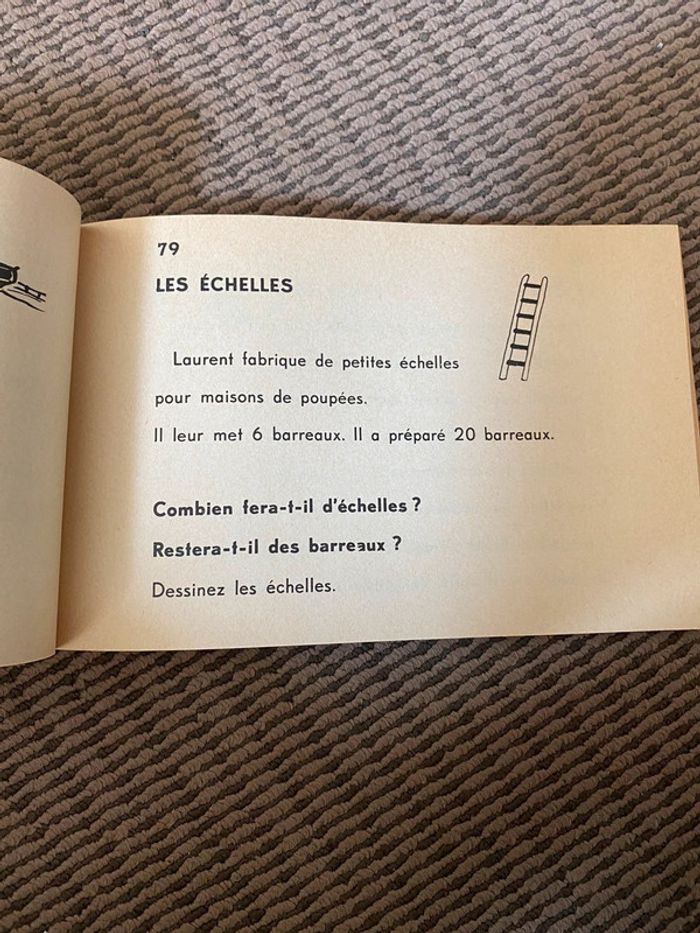 79
LES ÉCHELLES
Laurent fabrique de petites échelles
pour maisons de poupées.
Il leur met 6 barreaux. Il a préparé 20 barreaux.
Combien fera-t-il d'échelles ?
Restera-t-il des barreaux ?
Dessinez les échelles.